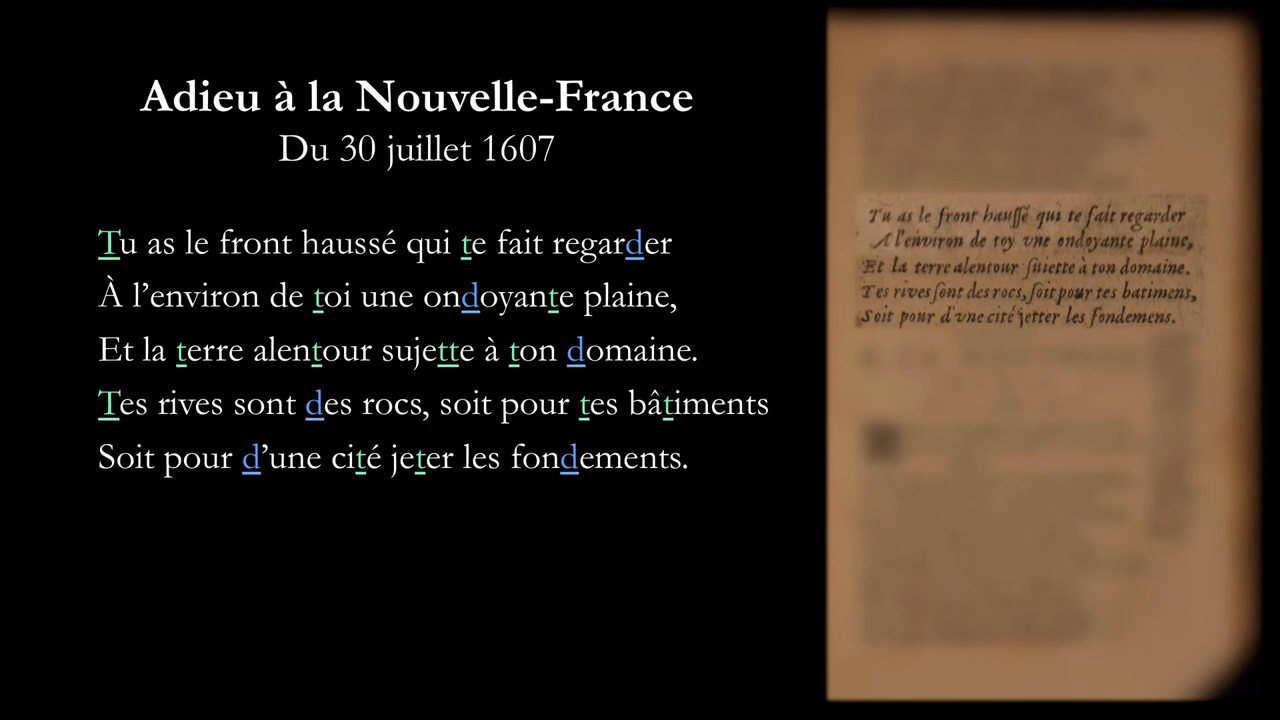 Adieu à la Nouvelle-France
Du 30 juillet 1607
Tu as le front haussé qui te fait regarder
À l’environ de toi une ondoyante plaine,
Et la terre alentour sujette à ton domaine.
Tes rives sont des rocs, soit pour tes bâtiments
Soit pour d’une cité jeter les fondements.
Tu as le front hauſſé qui te fait regarder
A l'environ de toy vne ondoyante plaine,
Et la terre alentour ſuiette à ton domaine.
Tes rives ſont des rocs, ſoit pour tes batimens,
Soit pour d'vne cité jetter les fondemens.